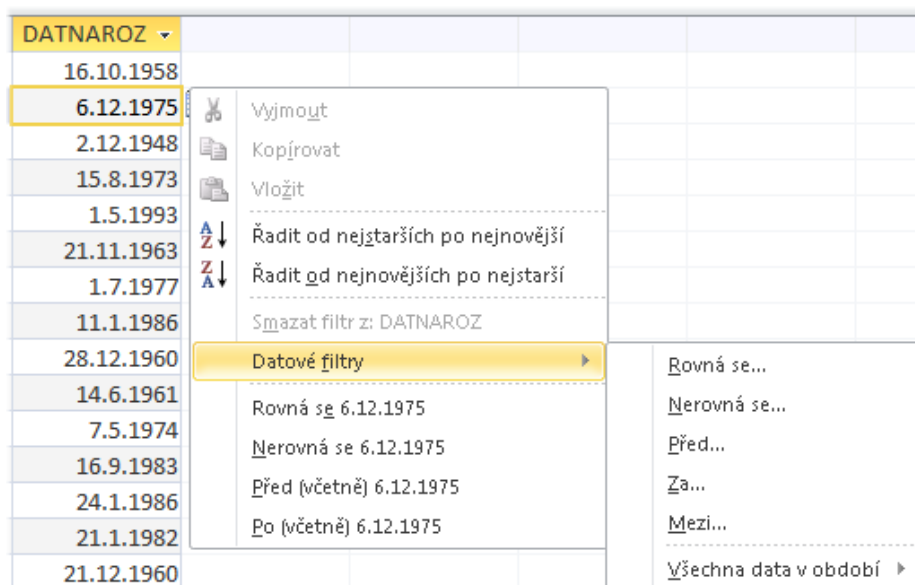 DATNAROZ
16.10.1958
6.12.1975
2.12.1948
15.8.1973
1.5.1993
21.11.1963
1.7.1977
11.1.1986
28.12.1960
14.6.1961
7.5.1974
16.9.1983
24.1.1986
21.1.1982
21.12.1960
Vyjmout
Kopírovat
Vložit
Řadit od nejstarších po nejnovější
Řadit od nejnovějších po nejstarší
Smazat filtr z: DATNAROZ
Datové filtry
Rovná se 6.12.1975
Nerovná se 6.12.1975
Před (včetně) 6.12.1975
Po (včetně) 6.12.1975
Rovná se...
Nerovná se...
Před...
Za...
Mezi...
Všechna data v období